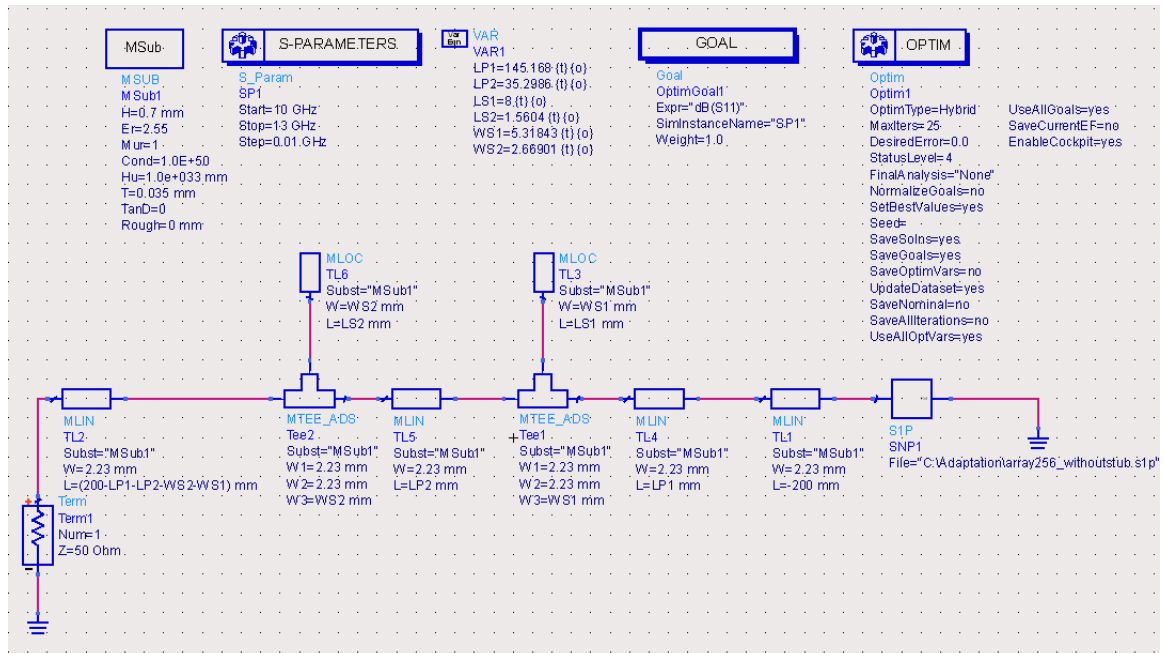 MSub
MSUB
MSub1
H=0.7 mm
Er=2.55
Mur=1
Cond=1.0E+50
Hu=1.0e+033 mm
T=0.035 mm
TanD=0
Rough=0 mm
S-PARAMETERS
S_Param
SP1
Start=10 GHz
Stop=13 GHz
Step=0.01 GHz
Var
Eqn
VAR
VAR1
LP1=145.168 {t} {o}
LP2=35.2986 {t} {o}
LS1=8 {t} {o}
LS2=1.5604 {t} {o}
WS1=5.31843 {t} {o}
WS2=2.66901 {t} {o}
GOAL
Goal
OptimGoal1
Expr="dB(S11)"
SimInstanceName="SP1"
Weight=1.0
OPTIM
Optim
Optim1
OptimType=Hybrid
MaxIters=25
DesiredError=0.0
StatusLevel=4
FinalAnalysis="None"
NormalizeGoals=no
SetBestValues=yes
Seed=
SaveSolns=yes
SaveGoals=yes
SaveOptimVars=no
UpdateDataset=yes
SaveNominal=no
SaveAllIterations=no
UseAllOptVars=yes
UseAllGoals=yes
SaveCurrentEF=no
EnableCockpit=yes
MLOC
TL6
Subst="MSub1"
W=WS2 mm
L=LS2 mm
MLOC
TL3
Subst="MSub1"
W=WS1 mm
L=LS1 mm
MLIN
TL2
Subst="MSub1"
W=2.23 mm
L=(200-LP1-LP2-WS2-WS1) mm
MTEE_ADS
Tee2
Subst="MSub1"
W1=2.23 mm
W2=2.23 mm
W3=WS2 mm
MLIN
TL5
Subst="MSub1"
W=2.23 mm
L=LP2 mm
MTEE_ADS
Tee1
Subst="MSub1"
W1=2.23 mm
W2=2.23 mm
W3=WS1 mm
MLIN
TL4
Subst="MSub1"
W=2.23 mm
L=LP1 mm
MLIN
TL1
Subst="MSub1"
W=2.23 mm
L=-200 mm
S1P
SNP1
File="C:\Adaptation\array256_withoutstub.s1p"
Term
Term1
Num=1
Z=50 Ohm